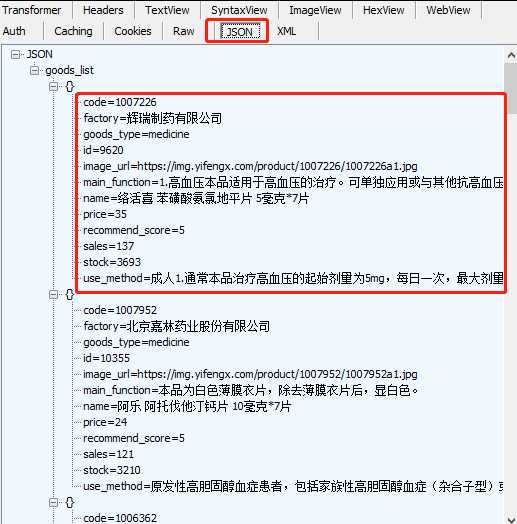 Transformer Headers TextView SyntaxView ImageView HexView WebView
Auth Caching Cookies Raw JSON XML
JSON
goods_list
{}
code=1007226
factory=辉瑞制药有限公司
goods_type=medicine
id=9620
image_url=https://img.yifengx.com/product/1007226/1007226a1.jpg
main_function=1.高血压本品适用于高血压的治疗。可单独应用或与其他抗高血压
name=络活喜 苯磺酸氨氯地平片 5毫克*7片
price=35
recommend_score=5
sales=137
stock=3693
use_method=成人1.通常本品治疗高血压的起始剂量为5mg，每日一次，最大剂量
{}
code=1007952
factory=北京嘉林药业股份有限公司
goods_type=medicine
id=10355
image_url=https://img.yifengx.com/product/1007952/1007952a1.jpg
main_function=本品为白色薄膜衣片，除去薄膜衣片后，显白色。
name=阿乐 阿托伐他汀钙片 10毫克*7片
price=24
recommend_score=5
sales=121
stock=3210
use_method=原发性高胆固醇血症患者，包括家族性高胆固醇血症（杂合子型）或
{}
code=1006362